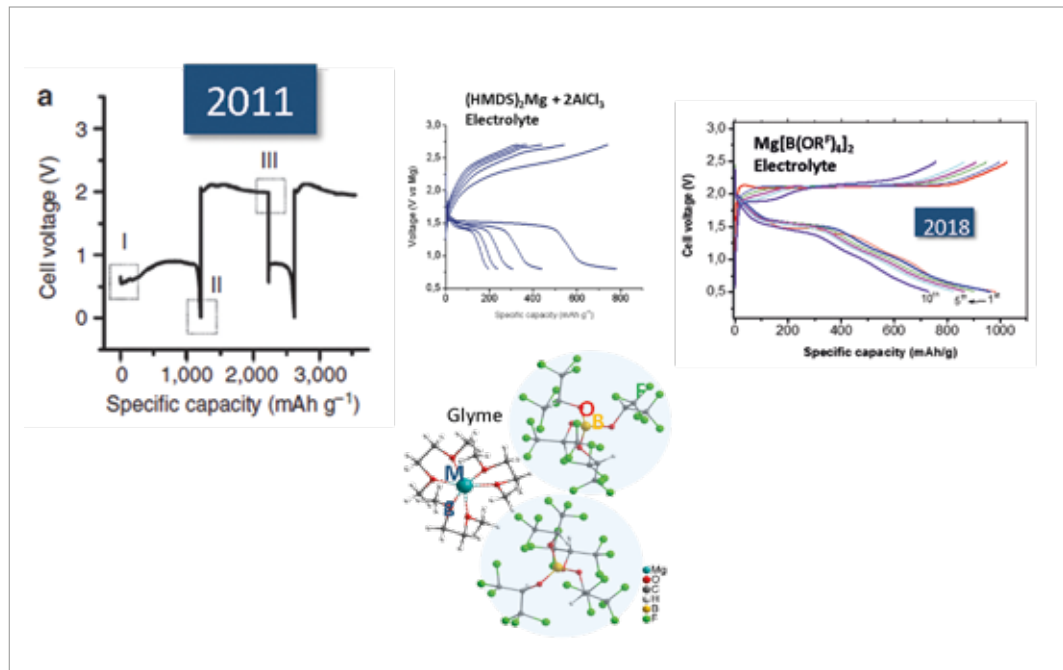 a
2011
3
2
1
0
I
II
III
Cell voltage (V)
0
1,000
2,000
3,000
Specific capacity (mAh g⁻¹)
(HMDS)₂Mg + 2AlCl₃
Electrolyte
3,0
2,5
2,0
1,5
1,0
0,5
Voltage (V vs Mg)
0
200
400
600
800
Specific capacity (mAh g⁻¹)
Mg[B(ORᶠ)₄]₂
Electrolyte
2018
3,0
2,5
2,0
1,5
1,0
0,5
Cell voltage (V)
10ᵗʰ
5ᵗʰ
1ˢᵗ
0
200
400
600
800
1000
Specific capacity (mAh/g)
Glyme
M
g
O
B
F
Mg
O
C
H
B
F